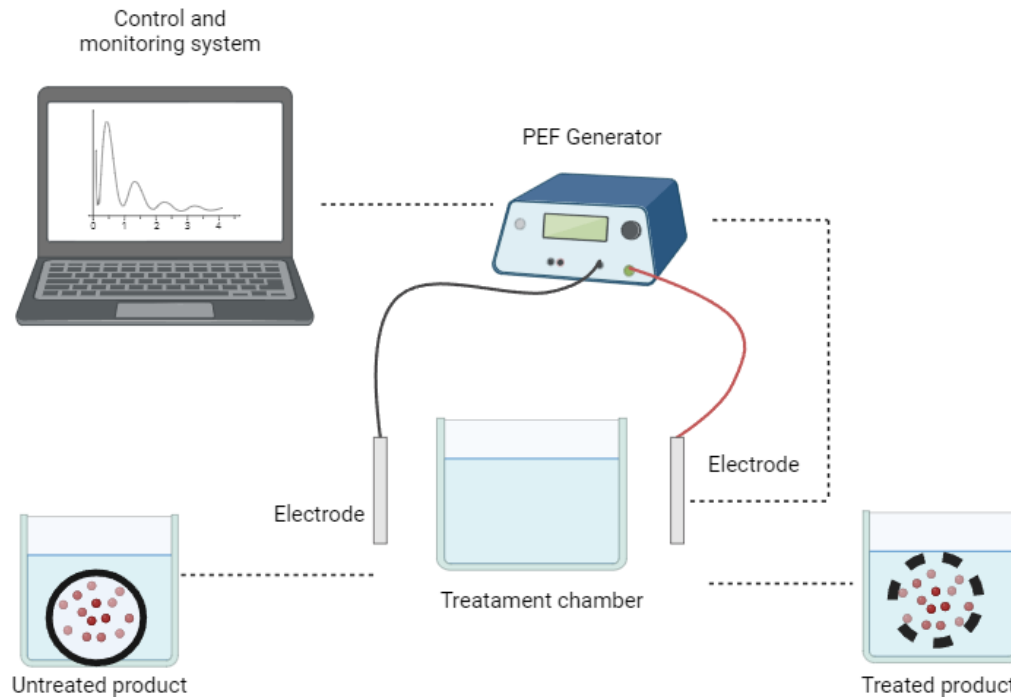 Control and
monitoring system
PEF Generator
0 1 2 3 4
Electrode
Electrode
Treatament chamber
Untreated product
Treated product